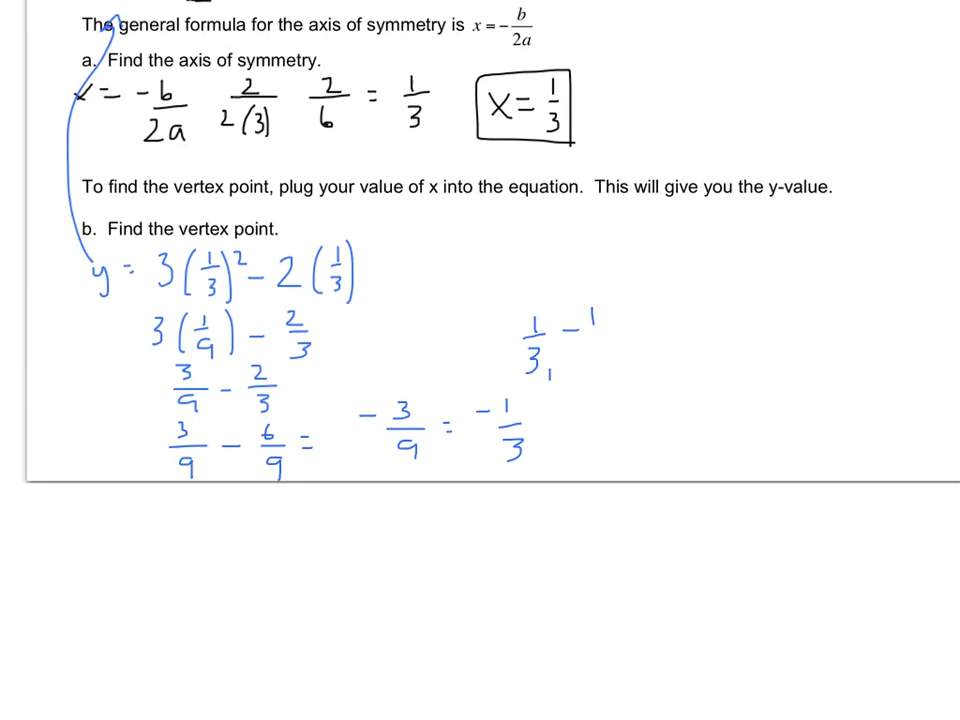 The general formula for the axis of symmetry is x = -b/2a
a. Find the axis of symmetry.
x = -b/2a 2/2(3) 2/6 = 1/3 x = 1/3
To find the vertex point, plug your value of x into the equation. This will give you the y-value.
b. Find the vertex point.
y = 3(1/3)² - 2(1/3)
3(1/9) - 2/3
1/3, - 1
3/9 - 2/3
3/9 - 6/9 = -3/9 = -1/3